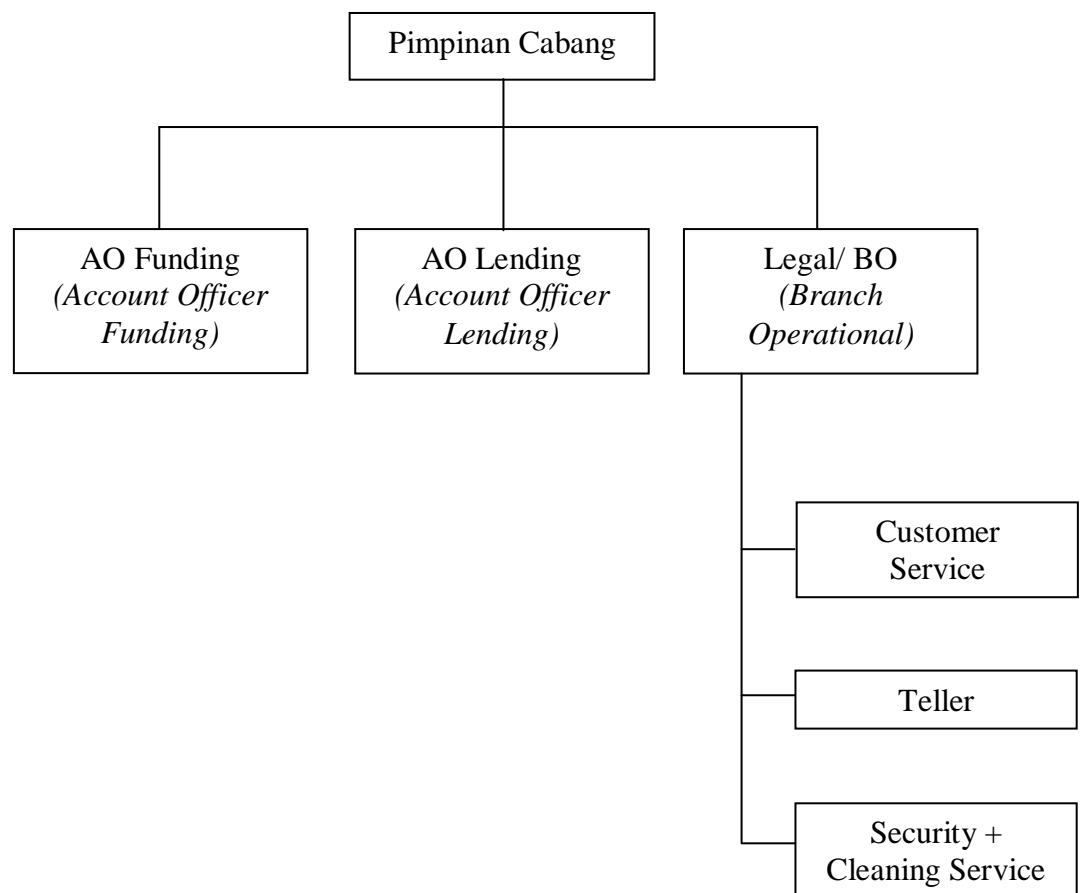 Pimpinan Cabang
AO Funding
(Account Officer
Funding)
AO Lending
(Account Officer
Lending)
Legal/ BO
(Branch
Operational)
Customer
Service
Teller
Security +
Cleaning Service